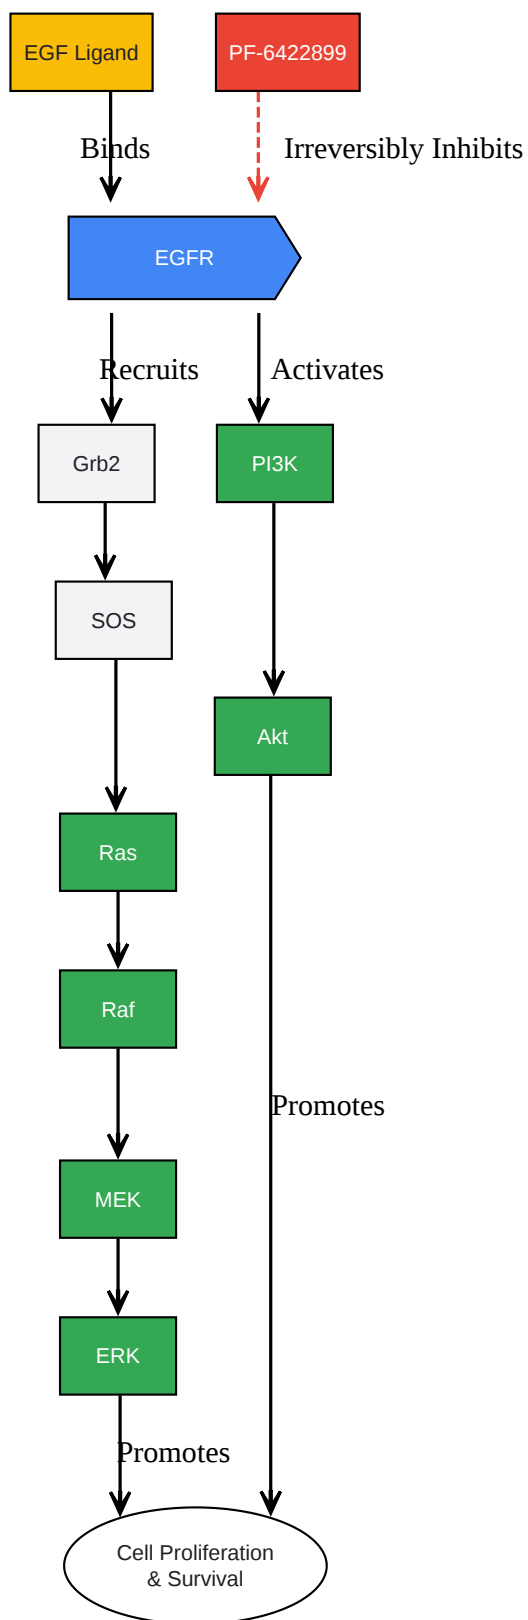 EGF Ligand
PF-6422899
Binds
Irreversibly Inhibits
EGFR
Recruits
Activates
Grb2
PI3K
SOS
Akt
Ras
Raf
Promotes
MEK
ERK
Promotes
Cell Proliferation
& Survival